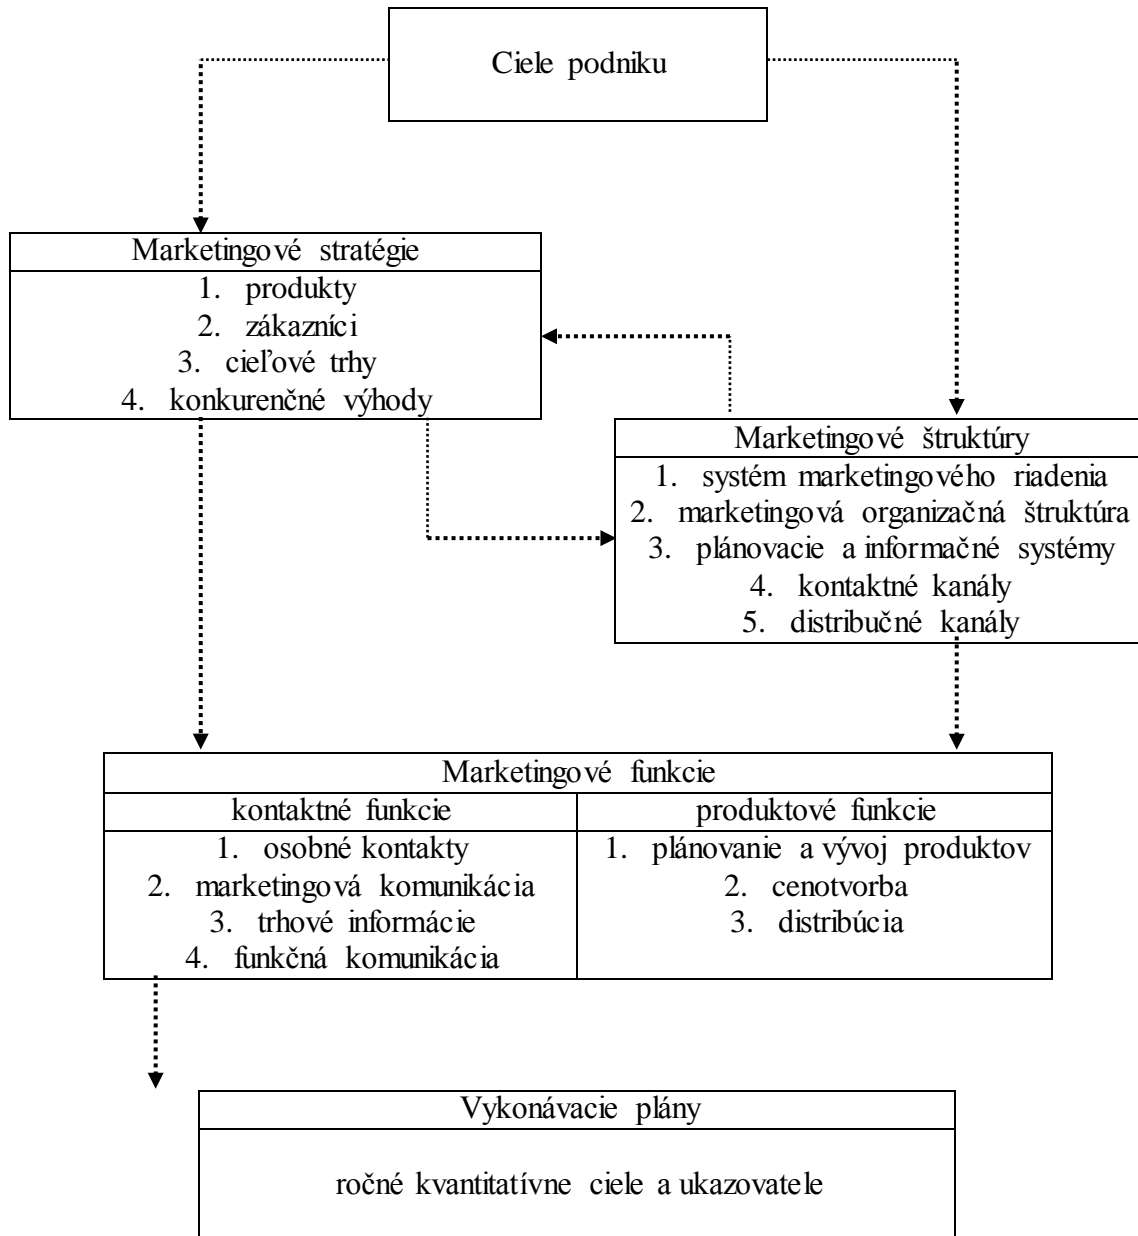 Ciele podniku
Marketingové stratégie
1. produkty
2. zákazníci
3. cieľové trhy
4. konkurenčné výhody
Marketingové štruktúry
1. systém marketingového riadenia
2. marketingová organizačná štruktúra
3. plánovacie a informačné systémy
4. kontaktné kanály
5. distribučné kanály
Marketingové funkcie
kontaktné funkcie
1. osobné kontakty
2. marketingová komunikácia
3. trhové informácie
4. funkčná komunikácia
produktové funkcie
1. plánovanie a vývoj produktov
2. cenotvorba
3. distribúcia
Vykonávacie plány
ročné kvantitatívne ciele a ukazovatele